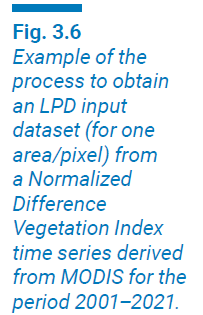 Fig. 3.6
Example of the
process to obtain
an LPD input
dataset (for one
area/pixel) from
a Normalized
Difference
Vegetation Index
time series derived
from MODIS for the
period 2001–2021.